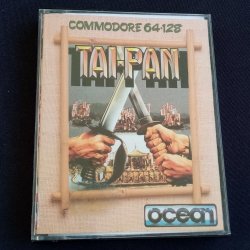 COMMODORE 64·128
TAI-PAN
ocean